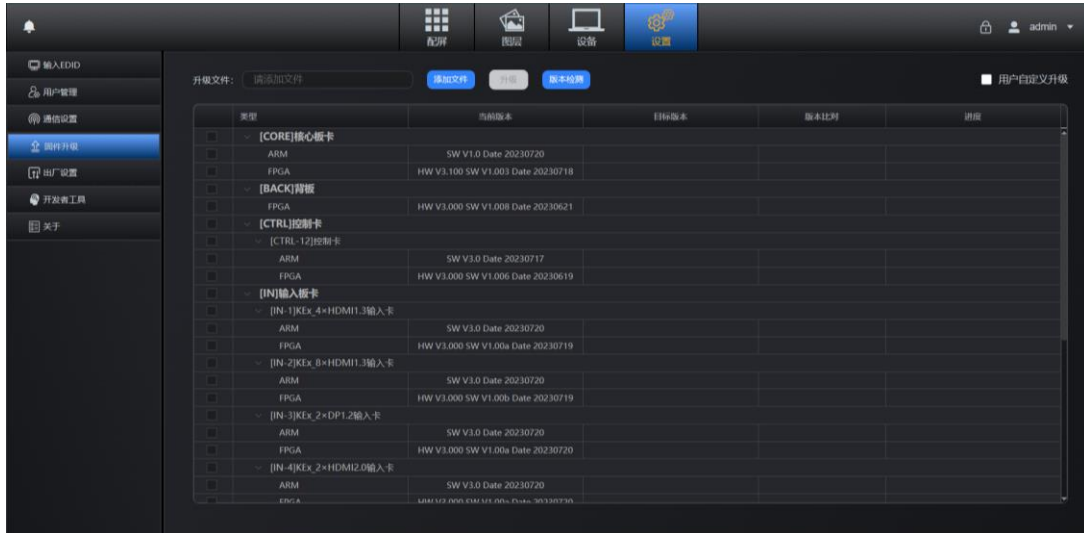 配屏 图层 设备 设置 admin
输入EDID
用户管理
通信设置
固件升级
出厂设置
开发者工具
关于
升级文件: 请添加文件 添加文件 升级 版本检测 用户自定义升级
类型 当前版本 目标版本 版本比对 进度
[CORE]核心板卡
ARM SW V1.0 Date 20230720
FPGA HW V3.100 SW V1.003 Date 20230718
[BACK]背板
FPGA HW V3.000 SW V1.008 Date 20230621
[CTRL]控制卡
[CTRL-12]控制卡
ARM SW V3.0 Date 20230717
FPGA HW V3.000 SW V1.006 Date 20230619
[IN]输入板卡
[IN-1]KEx_4×HDMI1.3输入卡
ARM SW V3.0 Date 20230720
FPGA HW V3.000 SW V1.00a Date 20230719
[IN-2]KEx_8×HDMI1.3输入卡
ARM SW V3.0 Date 20230720
FPGA HW V3.000 SW V1.00b Date 20230719
[IN-3]KEx_2×DP1.2输入卡
ARM SW V3.0 Date 20230720
FPGA HW V3.000 SW V1.00a Date 20230720
[IN-4]KEx_2×HDMI2.0输入卡
ARM SW V3.0 Date 20230720
FPGA HW V3.000 SW V1.00a Date 20230720